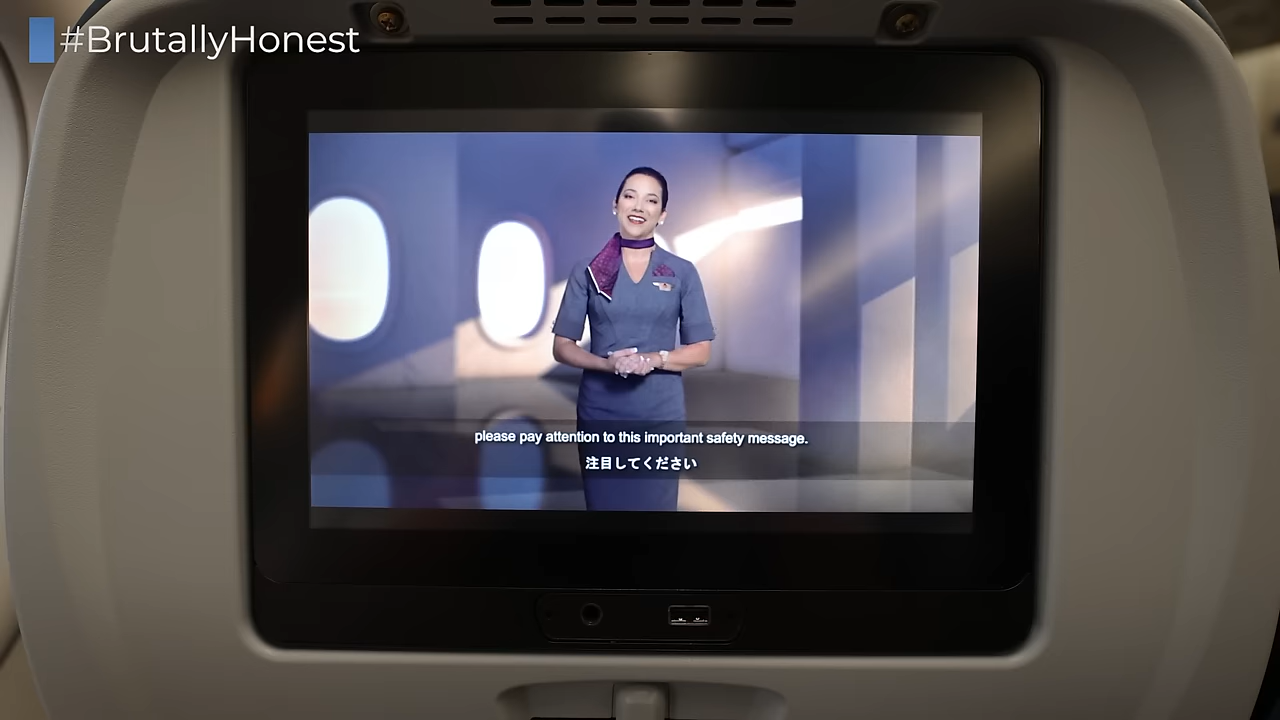 #BrutallyHonest
please pay attention to this important safety message.
注目してください